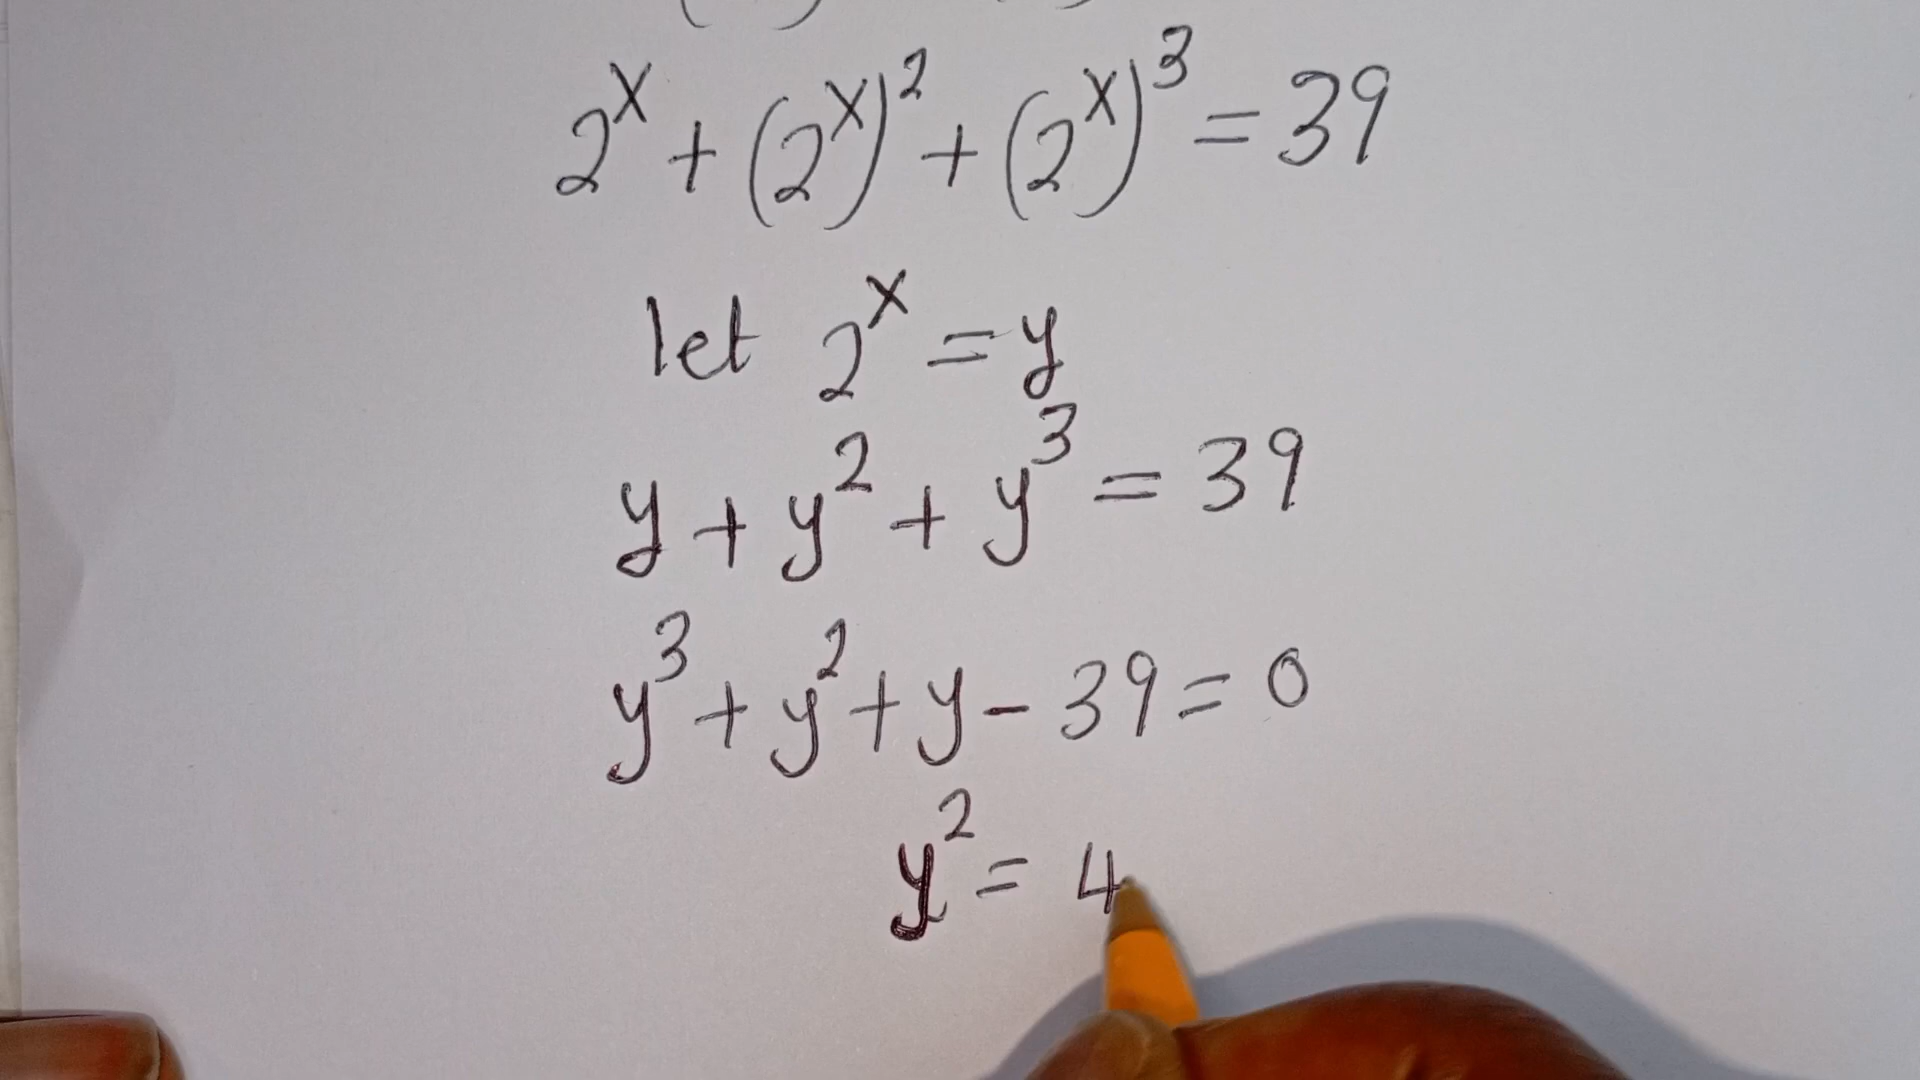 2^x + (2^x)^2 + (2^x)^3 = 39
let 2^x = y
y + y^2 + y^3 = 39
y^3 + y^2 + y - 39 = 0
y^2 = 4